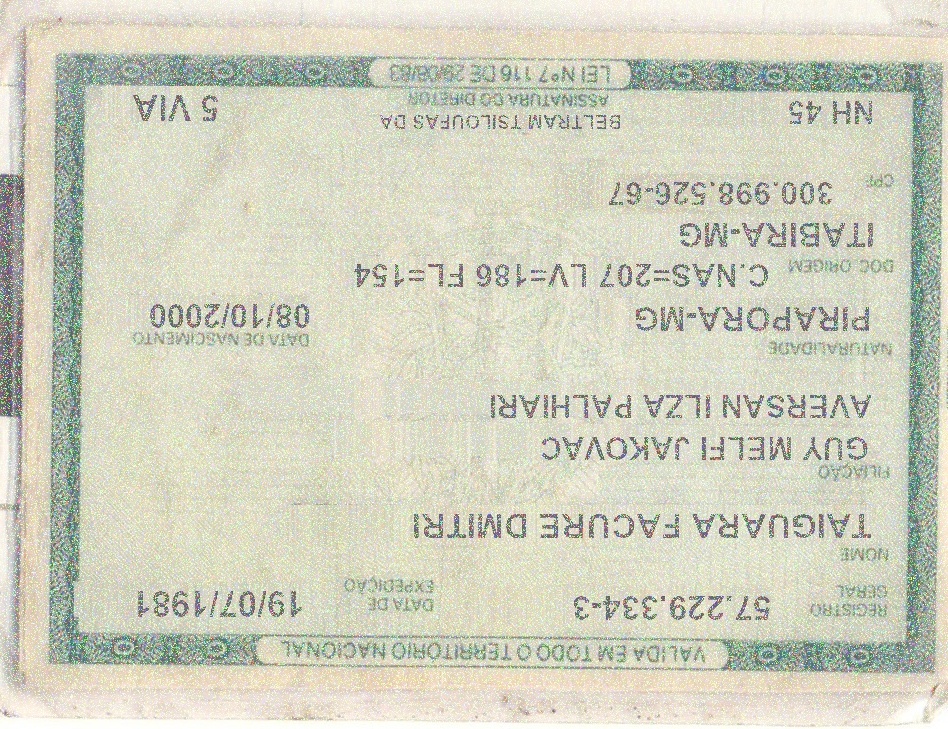 VALIDA EM TODO O TERRITÓRIO NACIONAL
REGISTRO GERAL 57.229.334-3 DATA DE EXPEDIÇÃO 19/07/1981
NOME
TAIGUARA FACURE DMITRI
FILIAÇÃO
GUY MELFI JAKOVAC
AVERSAN ILZA PALHIARI
NATURALIDADE DATA DE NASCIMENTO
PIRAPORA-MG 08/10/2000
DOC ORIGEM C.NAS=207 LV=186 FL=154
ITABIRA-MG
CPF 300.998.526-67
NH 45 BELTRAM TSILOUFAS DA 5 VIA
ASSINATURA DO DIRETOR
LEI Nº 7.116 DE 29/08/83